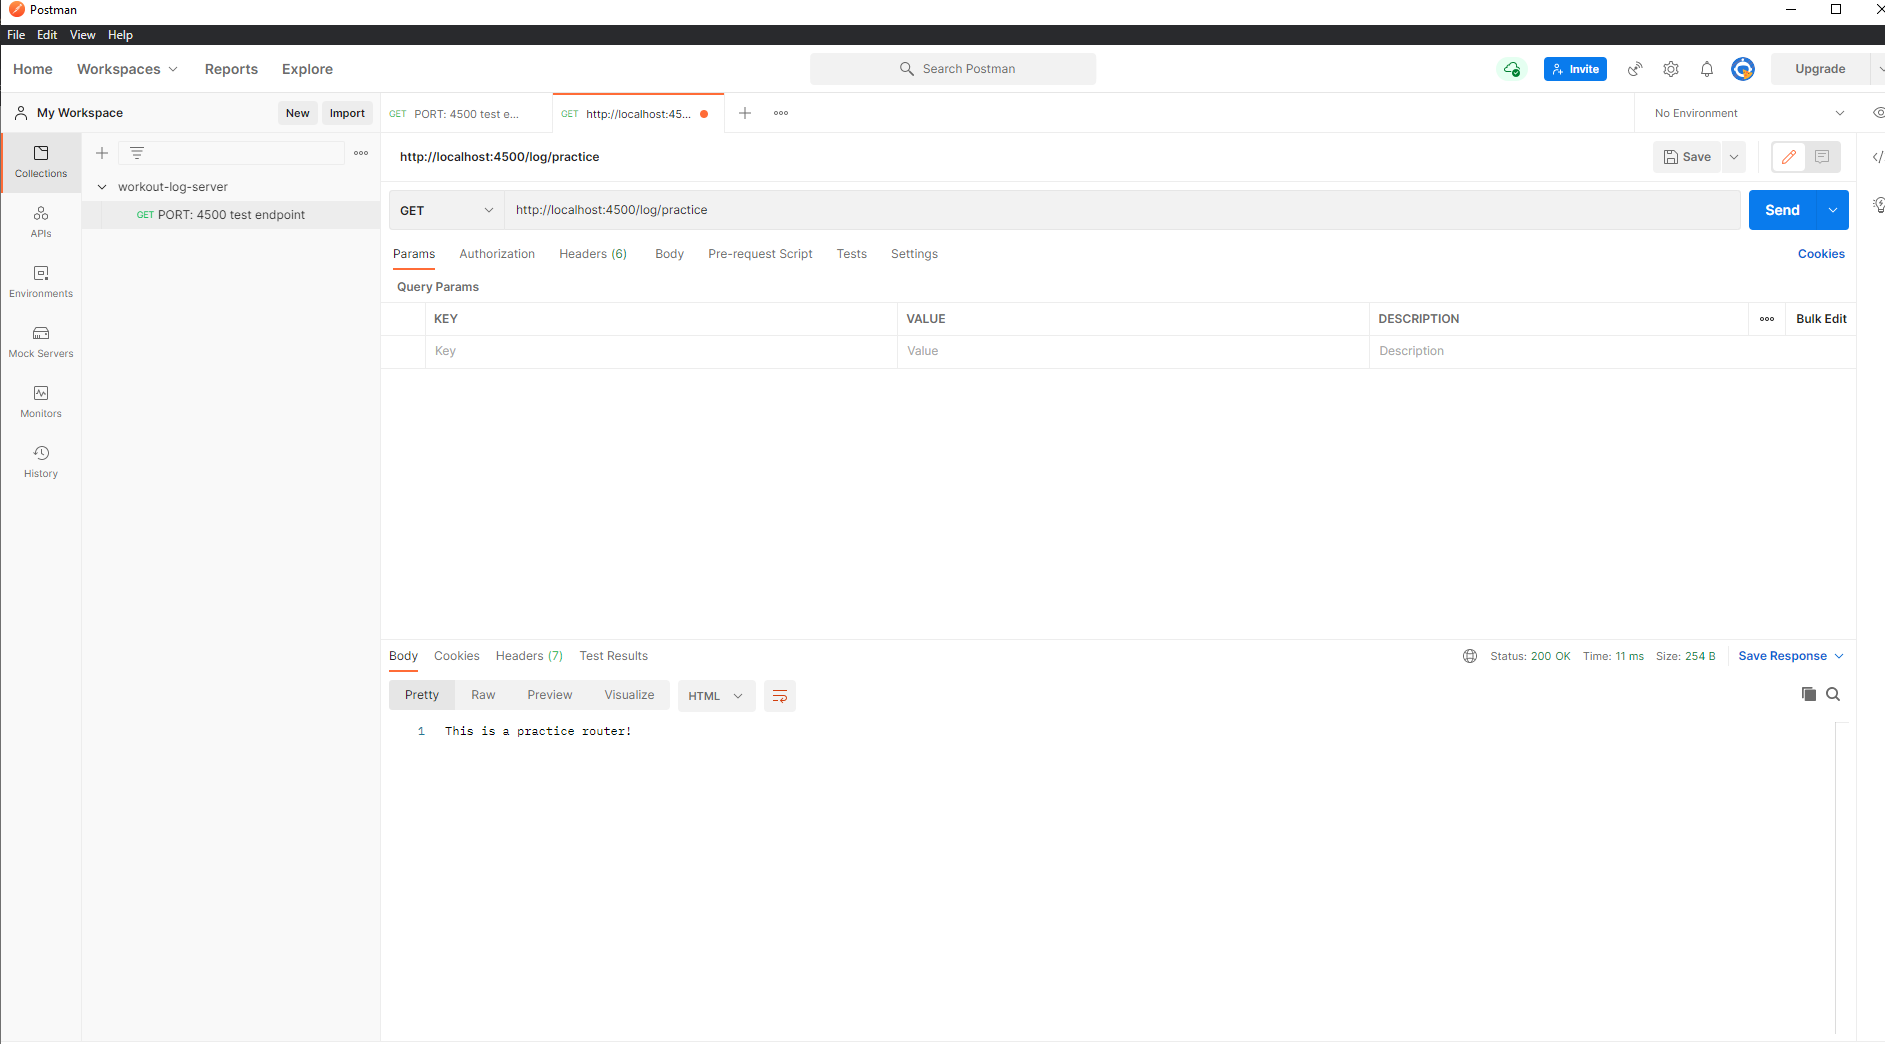 Postman
File Edit View Help
Home Workspaces Reports Explore Search Postman Invite Upgrade
My Workspace New Import GET PORT: 4500 test e... GET http://localhost:45... No Environment
Collections
workout-log-server
GET PORT: 4500 test endpoint
APIs
Environments
Mock Servers
Monitors
History
http://localhost:4500/log/practice Save
GET http://localhost:4500/log/practice Send
Params Authorization Headers (6) Body Pre-request Script Tests Settings Cookies
Query Params
KEY VALUE DESCRIPTION Bulk Edit
Key Value Description
Body Cookies Headers (7) Test Results Status: 200 OK Time: 11 ms Size: 254 B Save Response
Pretty Raw Preview Visualize HTML
1 This is a practice router!